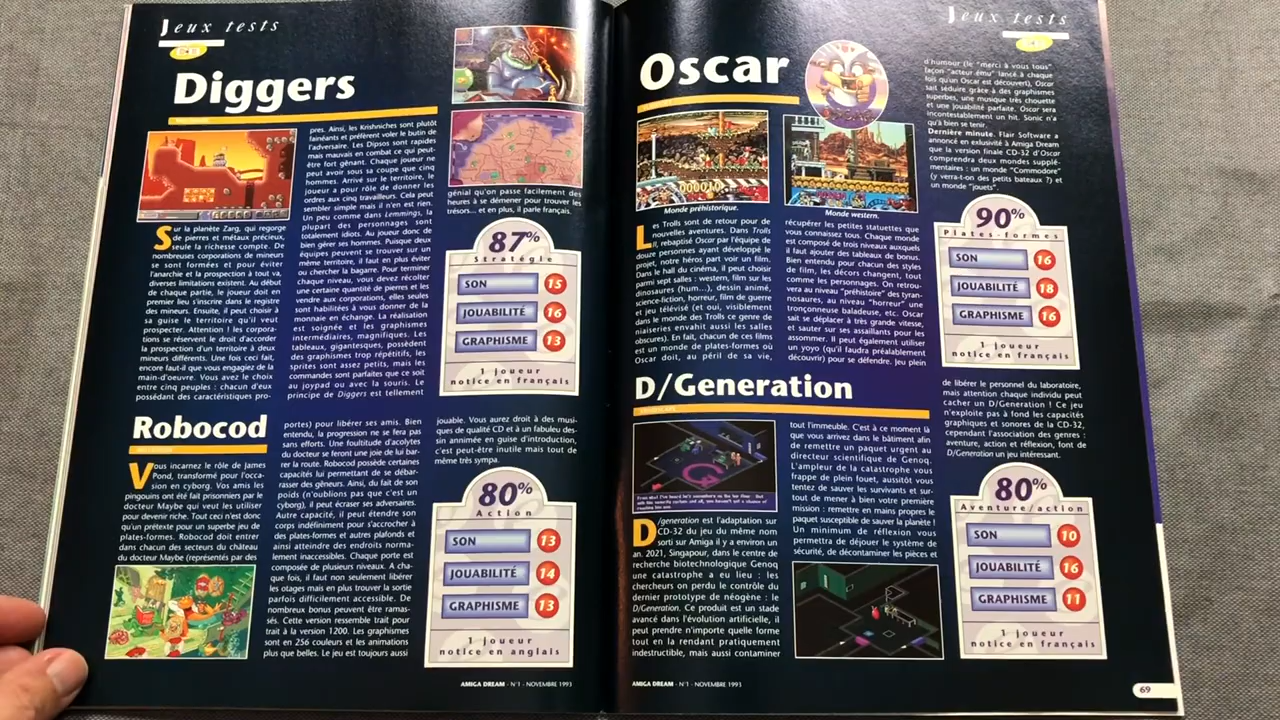 Jeux tests
CD
Diggers
Sur la planète Zarg, qui regorge
de pierres et métaux précieux,
seule la richesse compte. De
nombreuses corporations de mineurs
se sont formées et pour éviter
l'anarchie et la prospection à tout va,
diverses limitations existent. Au début
de chaque partie, le joueur doit en
premier lieu s'inscrire dans le registre
des mineurs. Ensuite, il peut choisir à
sa guise le territoire qu'il veut
prospecter. Attention ! les corpora-
tions se réservent le droit d'accorder
la prospection d'un territoire à deux
mineurs différents. Une fois ceci fait,
encore faut-il que vous engagiez de la
main-d'oeuvre. Vous avez le choix
entre cinq peuples : chacun d'eux
possédant des caractéristiques pro-
pres. Ainsi, les Krishniches sont plutôt
fainéants et préfèrent voler le butin de
l'adversaire. Les Dipsos sont rapides
mais mauvais en combat ce qui peut-
être fort gênant. Chaque joueur ne
peut avoir sous sa coupe que cinq
hommes. Arrivé sur le territoire, le
joueur a pour rôle de donner les
ordres aux cinq travailleurs. Cela peut
sembler simple mais il n'en est rien.
Un peu comme dans Lemmings, la
plupart des personnages sont
totalement idiots. Au joueur donc de
bien gérer ses hommes. Puisque deux
équipes peuvent se trouver sur un
même territoire, il faut en plus éviter
ou chercher la bagarre. Pour terminer
chaque niveau, vous devez récolter
une certaine quantité de pierres et les
vendre aux corporations, elles seules
sont habilitées à vous donner de la
monnaie en échange. La réalisation
est soignée et les graphismes
intermédiaires, magnifiques. Les
tableaux, gigantesques, possèdent
des graphismes trop répétitifs, les
sprites sont assez petits, mais les
commandes sont parfaites que ce soit
au joypad ou avec la souris. Le
principe de Diggers est tellement
génial qu'on passe facilement des
heures à se démener pour trouver les
trésors... et en plus, il parle français.
87%
Stratégie
SON 15
JOUABILITÉ 16
GRAPHISME 13
1 joueur
notice en français
Robocod
Vous incarnez le rôle de James
Pond, transformé pour l'occa-
sion en cyborg. Vos amis les
pingouins ont été fait prisonniers par le
docteur Maybe qui veut les utiliser
pour devenir riche. Tout ceci n'est donc
qu'un prétexte pour un superbe jeu de
plates-formes. Robocod doit entrer
dans chacun des secteurs du château
du docteur Maybe (représentés par des
portes) pour libérer ses amis. Bien
entendu, la progression ne se fera pas
sans efforts. Une foultitude d'acolytes
du docteur se feront une joie de lui bar-
rer la route. Robocod possède certaines
capacités lui permettant de se débar-
rasser des gêneurs. Ainsi, du fait de son
poids (n'oublions pas que c'est un
cyborg), il peut écraser ses adversaires.
Autre capacité, il peut étendre son
corps indéfiniment pour s'accrocher à
des plates-formes et autres plafonds et
ainsi atteindre des endroits norma-
lement inaccessibles. Chaque porte est
composée de plusieurs niveaux. A cha-
que fois, il faut non seulement libérer
les otages mais en plus trouver la sortie
parfois difficilement accessible. De
nombreux bonus peuvent être ramas-
sés. Cette version ressemble trait pour
trait à la version 1200. Les graphismes
sont en 256 couleurs et les animations
plus que belles. Le jeu est toujours aussi
jouable. Vous aurez droit à des musi-
ques de qualité CD et à un fabuleu des-
sin animée en guise d'introduction,
c'est peut-être inutile mais tout de
même très sympa.
80%
Action
SON 13
JOUABILITÉ 14
GRAPHISME 13
1 joueur
notice en anglais
AMIGA DREAM - N°1 - NOVEMBRE 1993
Jeux tests
Oscar
Monde préhistorique.
Monde western.
Les Trolls sont de retour pour de
nouvelles aventures. Dans Trolls
II, rebaptisé Oscar par l'équipe de
douze personnes ayant développé le
projet, notre héros part voir un film.
Dans le hall du cinéma, il peut choisir
parmi sept salles : western, film sur les
dinosaures (hum...), dessin animé,
science-fiction, horreur, film de guerre
et jeu télévisé (et oui, visiblement
dans le monde des Trolls ce genre de
niaiseries envahit aussi les salles
obscures). En fait, chacun de ces films
est un monde de plates-formes où
Oscar doit, au péril de sa vie,
récupérer les petites statuettes que
vous connaissez tous. Chaque monde
est composé de trois niveaux auxquels
il faut ajouter des tableaux de bonus.
Bien entendu pour chacun des styles
de film, les décors changent, tout
comme les personnages. On retrou-
vera au niveau "préhistoire" des tyran-
nosaures, au niveau "horreur" une
tronçonneuse baladeuse, etc. Oscar
sait se déplacer à très grande vitesse,
et sauter sur ses assaillants pour les
assommer. Il peut également utiliser
un yoyo (qu'il faudra préalablement
découvrir) pour se défendre. Jeu plein
d'humour (le "merci à vous tous"
façon "acteur ému" lancé à chaque
fois qu'un Oscar est découvert), Oscar
sait séduire grâce à des graphismes
superbes, une musique très chouette
et une jouabilité parfaite. Oscar sera
incontestablement un hit. Sonic n'a
qu'à bien se tenir.
Dernière minute. Flair Software a
annoncé en exlusivité à Amiga Dream
que la version finale CD-32 d'Oscar
comprendra deux mondes supplé-
mentaires : un monde "Commodore"
(y verra-t-on des petits bateaux ?) et
un monde "jouets".
90%
Plates-formes
SON 16
JOUABILITÉ 18
GRAPHISME 16
1 joueur
notice en français
D/Generation
D/generation est l'adaptation sur
CD-32 du jeu du même nom
sorti sur Amiga il y a environ un
an. 2021, Singapour, dans le centre de
recherche biotechnologique Genoq
une catastrophe a eu lieu : les
chercheurs on perdu le contrôle du
dernier prototype de néogène : le
D/Generation. Ce produit est un stade
avancé dans l'évolution artificielle, il
peut prendre n'importe quelle forme
tout en la rendant pratiquement
indestructible, mais aussi contaminer
tout l'immeuble. C'est à ce moment là
que vous arrivez dans le bâtiment afin
de remettre un paquet urgent au
directeur scientifique de Genoq.
L'ampleur de la catastrophe vous
frappe de plein fouet, aussitôt vous
tentez de sauver les survivants et sur-
tout de mener à bien votre première
mission : remettre en mains propres le
paquet susceptible de sauver la planète !
Un minimum de réflexion vous
permettra de déjouer le système de
sécurité, de décontaminer les pièces et
de libérer le personnel du laboratoire,
mais attention chaque individu peut
cacher un D/Generation ! Ce jeu
n'exploite pas à fond les capacités
graphiques et sonores de la CD-32,
cependant l'association des genres :
aventure, action et réflexion, font de
D/Generation un jeu intéressant.
80%
Aventure/action
SON 10
JOUABILITÉ 16
GRAPHISME 11
1 joueur
notice en français
AMIGA DREAM - N°1 - NOVEMBRE 1993
69